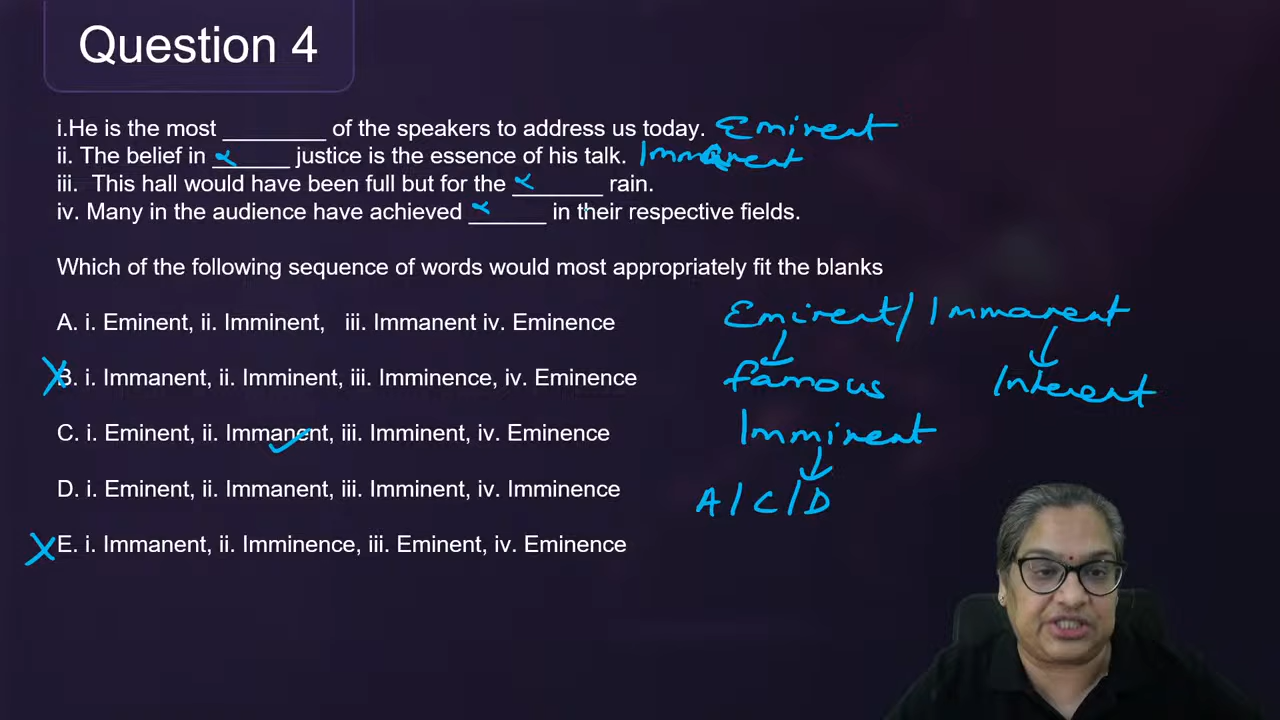 Question 4
i.He is the most ________ of the speakers to address us today. Eminent
ii. The belief in ______ justice is the essence of his talk. Immanent
iii. This hall would have been full but for the _______ rain.
iv. Many in the audience have achieved ______ in their respective fields.
Which of the following sequence of words would most appropriately fit the blanks
A. i. Eminent, ii. Imminent, iii. Immanent iv. Eminence
B. i. Immanent, ii. Imminent, iii. Imminence, iv. Eminence
C. i. Eminent, ii. Immanent, iii. Imminent, iv. Eminence
D. i. Eminent, ii. Immanent, iii. Imminent, iv. Imminence
E. i. Immanent, ii. Imminence, iii. Eminent, iv. Eminence
Eminent/ Immanent
famous Inherent
Imminent
A/C/D